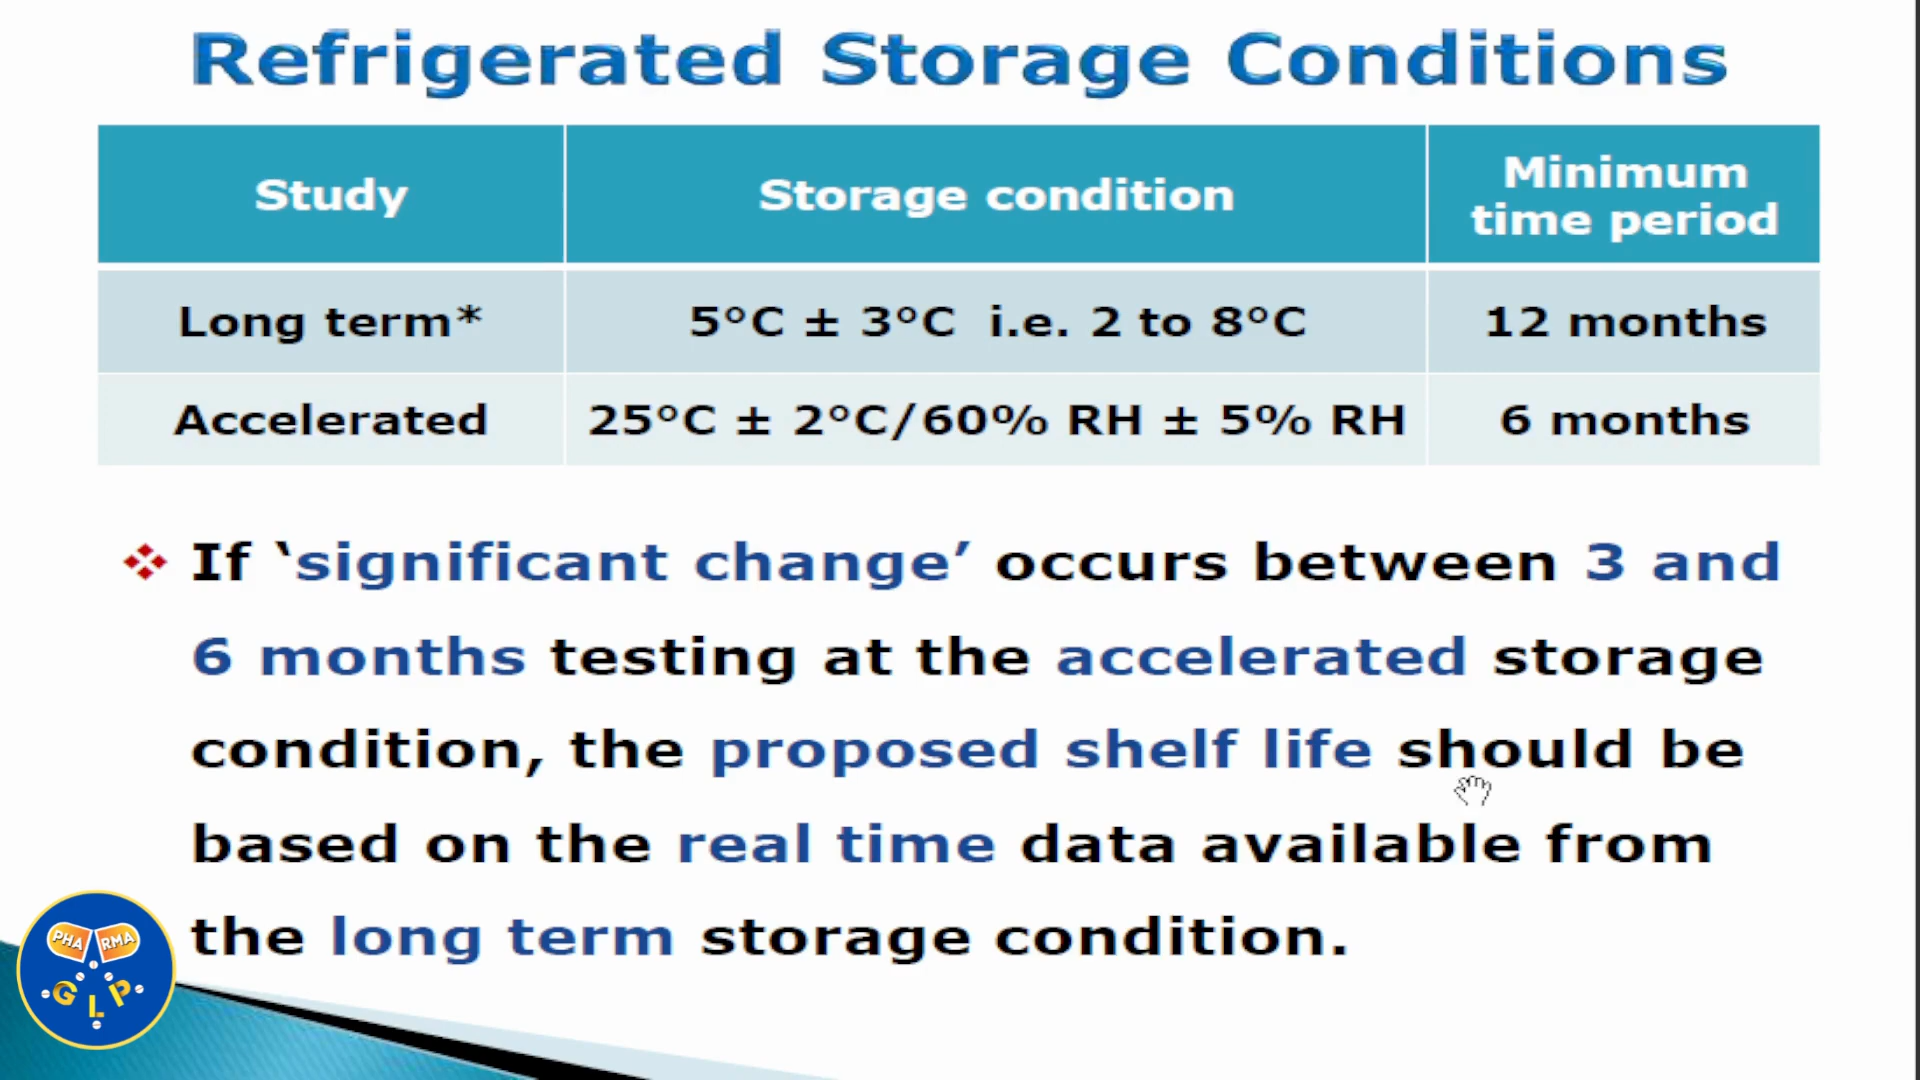 Refrigerated Storage Conditions
Study
Storage condition
Minimum
time period
Long term*
5°C ± 3°C i.e. 2 to 8°C
12 months
Accelerated
25°C ± 2°C/60% RH ± 5% RH
6 months
❖ If ‘significant change’ occurs between 3 and
6 months testing at the accelerated storage
condition, the proposed shelf life should be
based on the real time data available from
the long term storage condition.
PHARMA
GLP